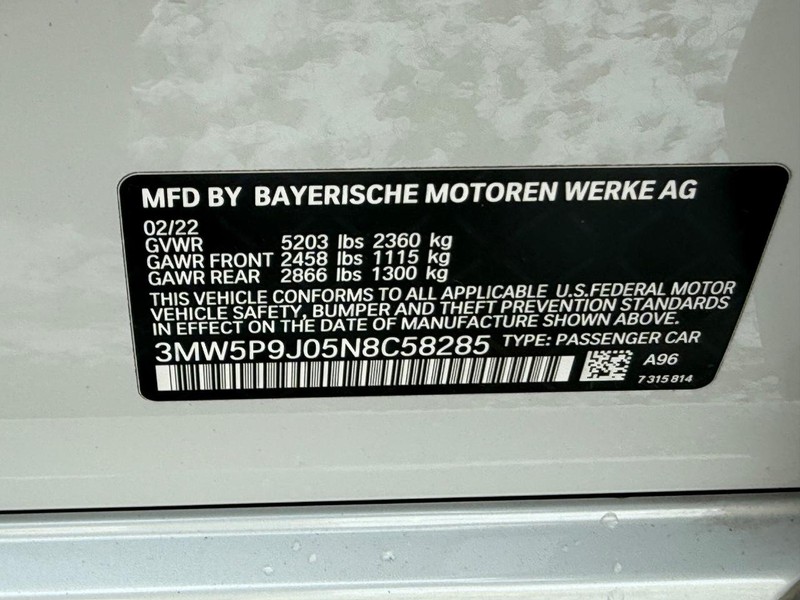 MFD BY BAYERISCHE MOTOREN WERKE AG
02/22
GVWR 5203 lbs 2360 kg
GAWR FRONT 2458 lbs 1115 kg
GAWR REAR 2866 lbs 1300 kg
THIS VEHICLE CONFORMS TO ALL APPLICABLE U.S.FEDERAL MOTOR
VEHICLE SAFETY, BUMPER AND THEFT PREVENTION STANDARDS
IN EFFECT ON THE DATE OF MANUFACTURE SHOWN ABOVE.
3MW5P9J05N8C58285 TYPE: PASSENGER CAR
A96
7 315 814